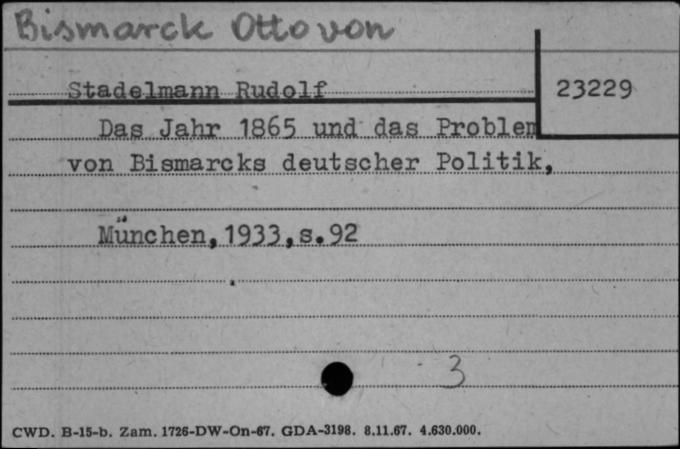 Bismarck Otto von
Stadelmann Rudolf
23229
Das Jahr 1865 und das Problem
von Bismarcks deutscher Politik,
München, 1933, s. 92
3
CWD. B-15-b. Zam. 1726-DW-On-67. GDA-3198. 8.11.67. 4.630.000.